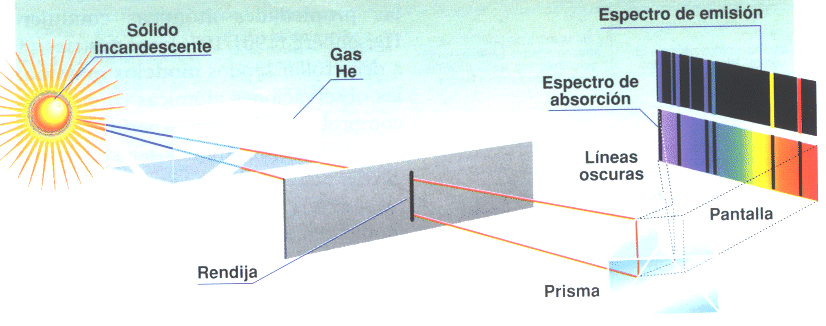 Sólido
incandescente
Gas
He
Espectro de emisión
Espectro de
absorción
Líneas
oscuras
Pantalla
Rendija
Prisma